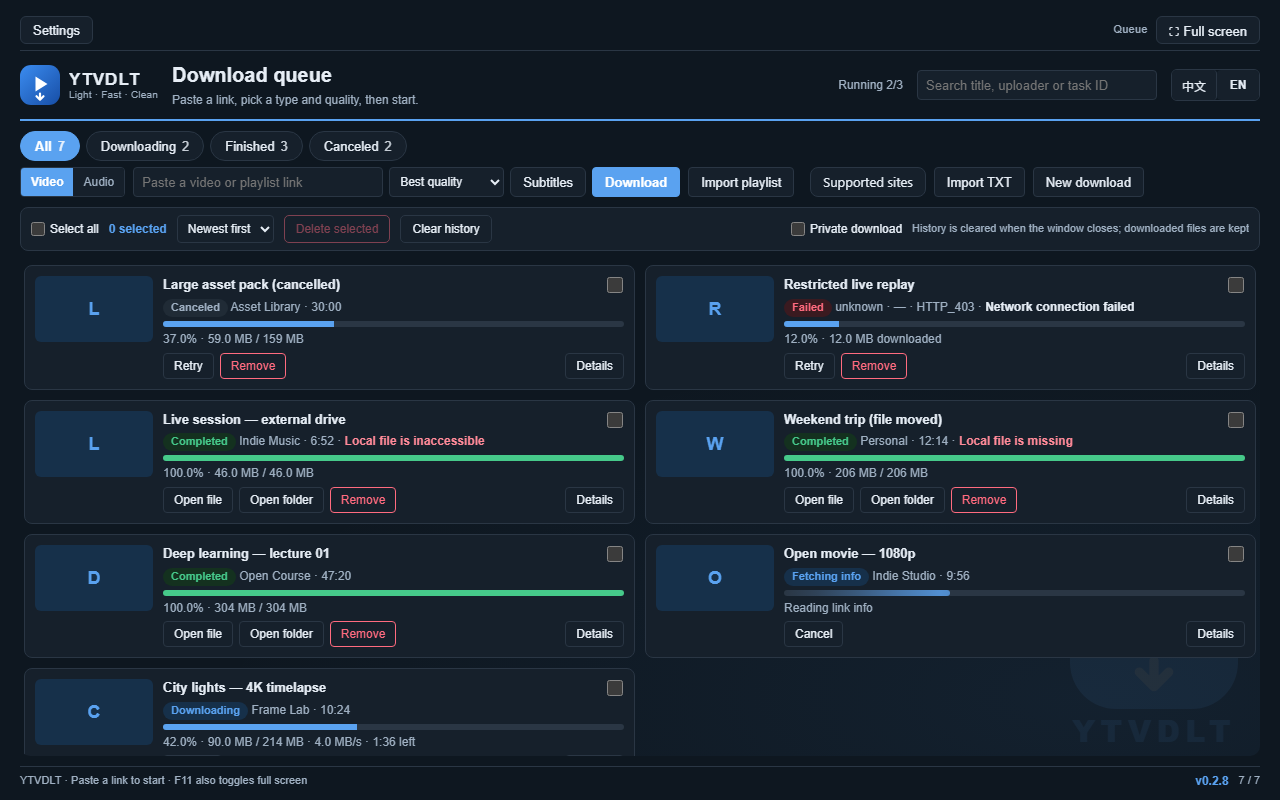 Settings
Queue
Full screen
YTVDLT
Light · Fast · Clean
Download queue
Paste a link, pick a type and quality, then start.
Running 2/3
Search title, uploader or task ID
中文 EN
All 7
Downloading 2
Finished 3
Canceled 2
Video Audio
Paste a video or playlist link
Best quality
Subtitles
Download
Import playlist
Supported sites
Import TXT
New download
Select all
0 selected
Newest first
Delete selected
Clear history
Private download
History is cleared when the window closes; downloaded files are kept
L
Large asset pack (cancelled)
Canceled Asset Library · 30:00
37.0% · 59.0 MB / 159 MB
Retry Remove Details
R
Restricted live replay
Failed unknown · — · HTTP_403 · Network connection failed
12.0% · 12.0 MB downloaded
Retry Remove Details
L
Live session — external drive
Completed Indie Music · 6:52 · Local file is inaccessible
100.0% · 46.0 MB / 46.0 MB
Open file Open folder Remove Details
W
Weekend trip (file moved)
Completed Personal · 12:14 · Local file is missing
100.0% · 206 MB / 206 MB
Open file Open folder Remove Details
D
Deep learning — lecture 01
Completed Open Course · 47:20
100.0% · 304 MB / 304 MB
Open file Open folder Remove Details
O
Open movie — 1080p
Fetching info Indie Studio · 9:56
Reading link info
Cancel Details
C
City lights — 4K timelapse
Downloading Frame Lab · 10:24
42.0% · 90.0 MB / 214 MB · 4.0 MB/s · 1:36 left
YTVDLT
YTVDLT · Paste a link to start · F11 also toggles full screen
v0.2.8 7 / 7